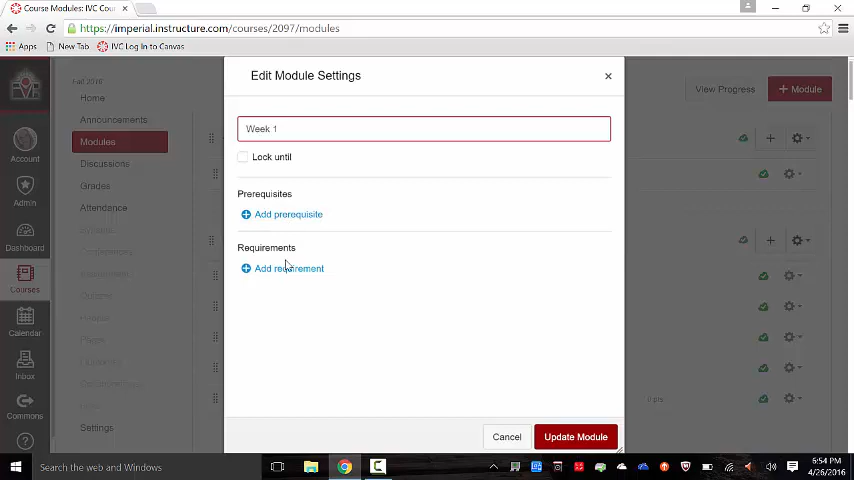 Course Modules: IVC Cou
https://imperial.instructure.com/courses/2097/modules
Apps
New Tab
IVC Log In to Canvas
Fall 2016
Home
Announcements
Modules
Discussions
Grades
Attendance
Settings
Account
Admin
Dashboard
Courses
Calendar
Inbox
Commons
View Progress
+ Module
Edit Module Settings
Week 1
Lock until
Prerequisites
Add prerequisite
Requirements
Add requirement
0 pts
Cancel
Update Module
Search the web and Windows
6:54 PM
4/26/2016